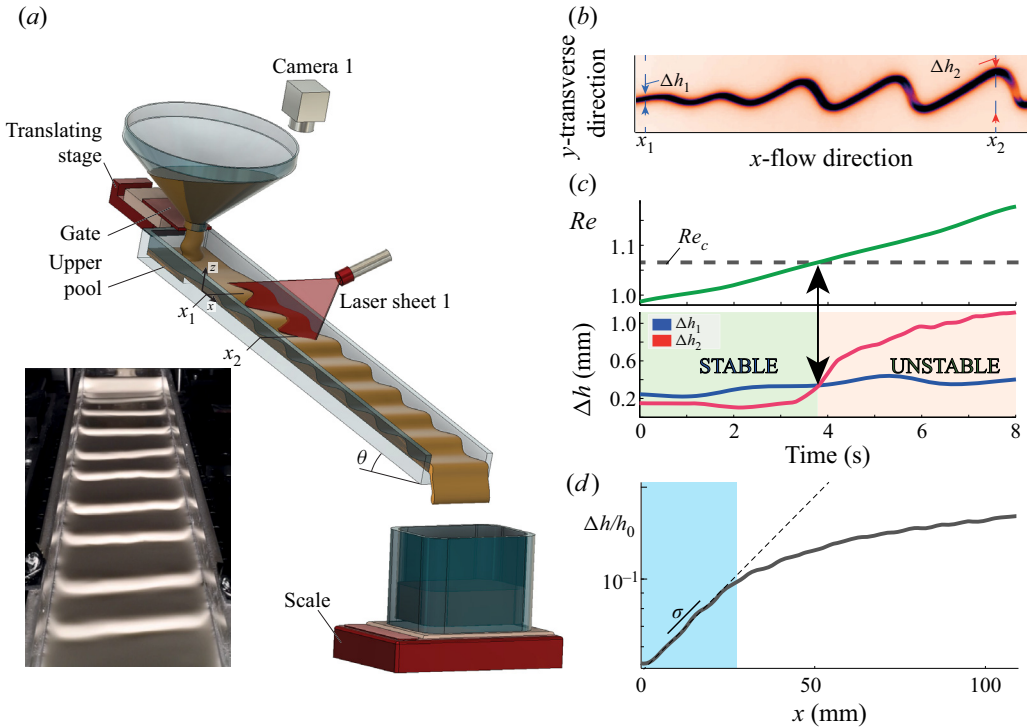 (a)
Camera 1
Translating
stage
Gate
Upper
pool
z
x
x1
x2
Laser sheet 1
θ
Scale
(b)
y-transverse
direction
Δh1
Δh2
x1
x2
x-flow direction
(c)
Re
1.1
1.0
Rec
Δh (mm)
1.0
0.6
0.2
Δh1
Δh2
STABLE
UNSTABLE
0
2
4
6
8
Time (s)
(d)
Δh/h0
10−1
σ
0
50
100
x (mm)